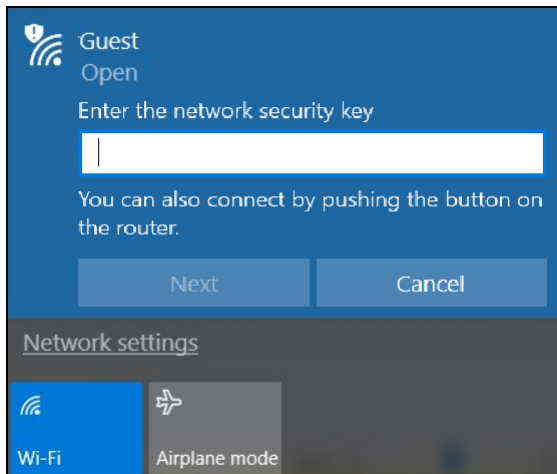 Guest
Open
Enter the network security key
You can also connect by pushing the button on
the router.
Next
Cancel
Network settings
Wi-Fi
Airplane mode